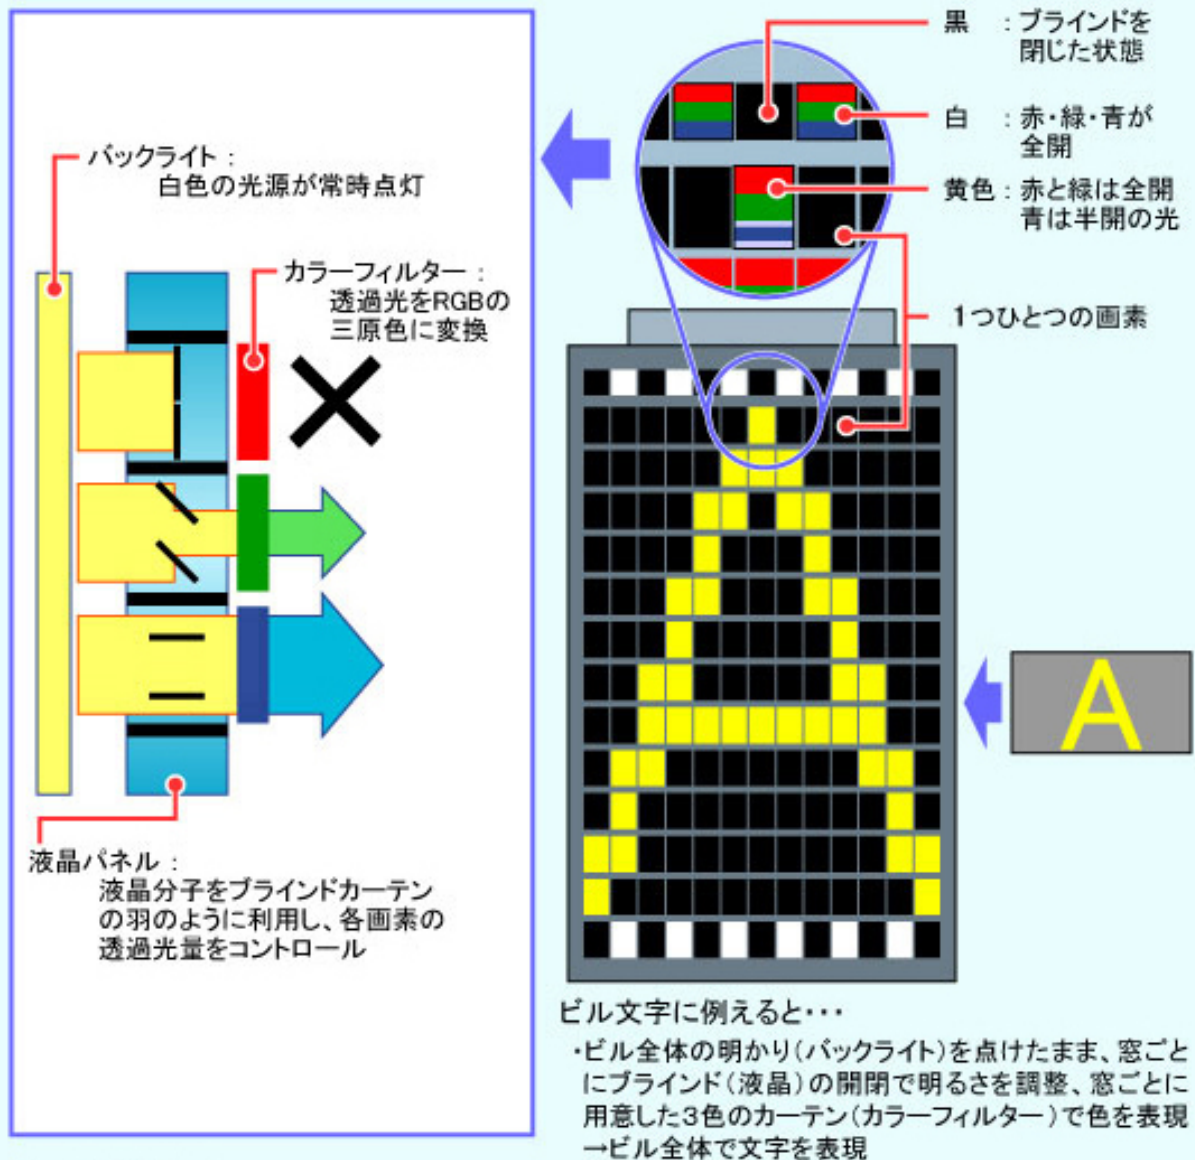 バックライト:
白色の光源が常時点灯
カラーフィルター:
透過光をRGBの
三原色に変換
液晶パネル:
液晶分子をブラインドカーテン
の羽のように利用し、各画素の
透過光量をコントロール
黒 :ブラインドを
閉じた状態
白 :赤・緑・青が
全開
黄色:赤と緑は全開
青は半開の光
1つひとつの画素
A
ビル文字に例えると・・・
・ビル全体の明かり(バックライト)を点けたまま、窓ごと
にブラインド(液晶)の開閉で明るさを調整、窓ごとに
用意した3色のカーテン(カラーフィルター)で色を表現
→ビル全体で文字を表現